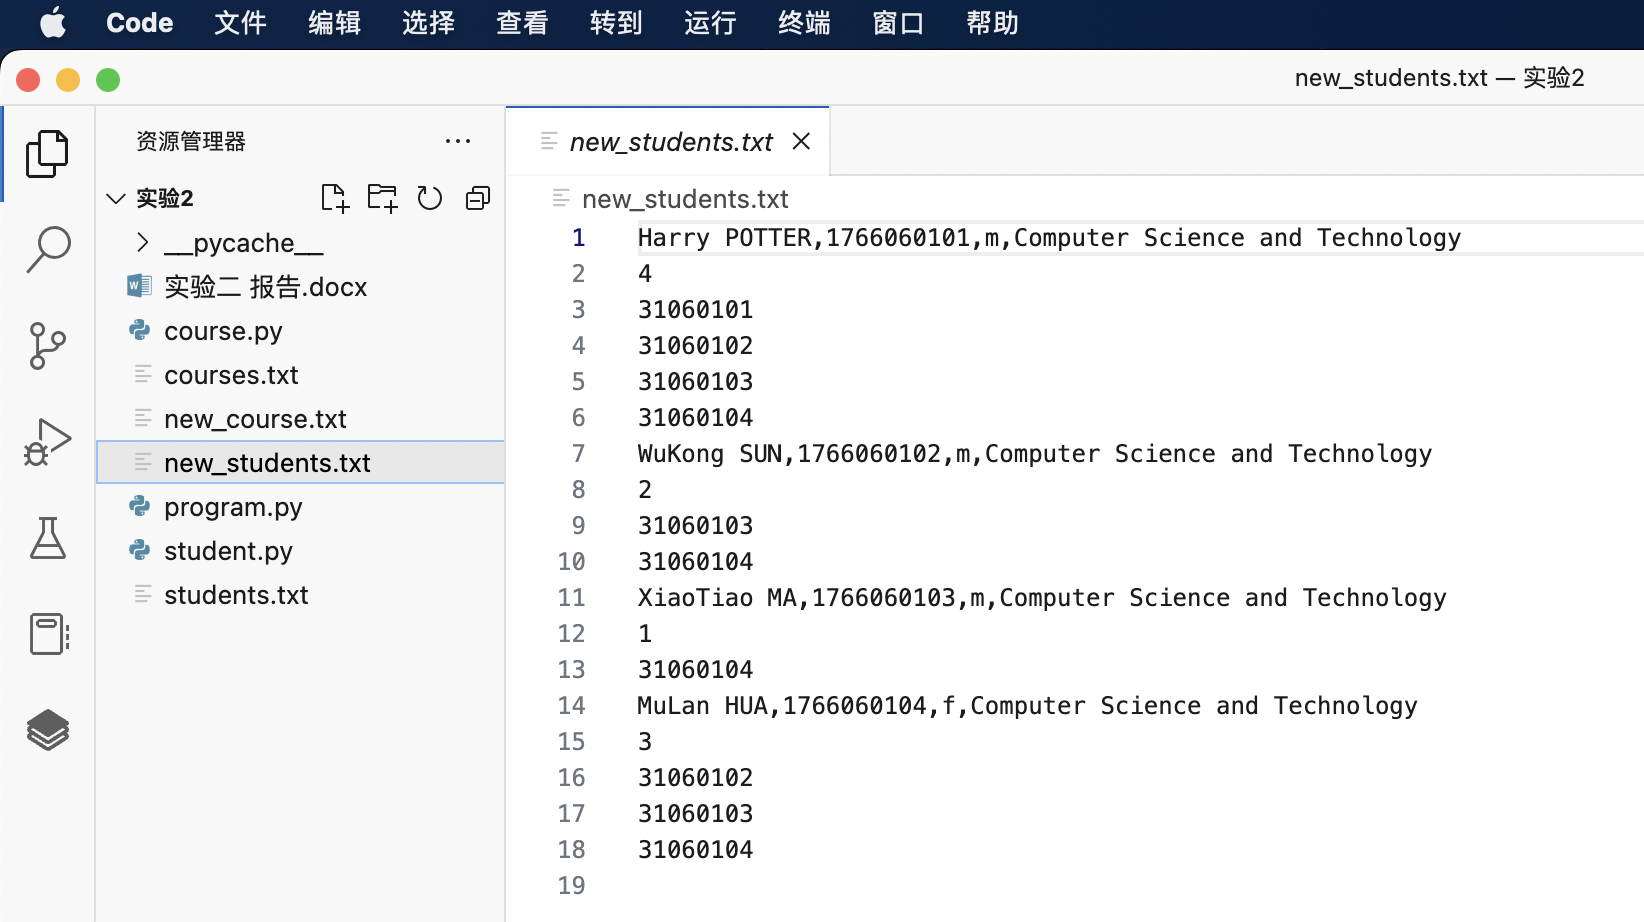 Code 文件 编辑 选择 查看 转到 运行 终端 窗口 帮助
new_students.txt — 实验2
资源管理器
new_students.txt
实验2
new_students.txt
__pycache__
实验二 报告.docx
course.py
courses.txt
new_course.txt
new_students.txt
program.py
student.py
students.txt
1 Harry POTTER,1766060101,m,Computer Science and Technology
2 4
3 31060101
4 31060102
5 31060103
6 31060104
7 WuKong SUN,1766060102,m,Computer Science and Technology
8 2
9 31060103
10 31060104
11 XiaoTiao MA,1766060103,m,Computer Science and Technology
12 1
13 31060104
14 MuLan HUA,1766060104,f,Computer Science and Technology
15 3
16 31060102
17 31060103
18 31060104
19